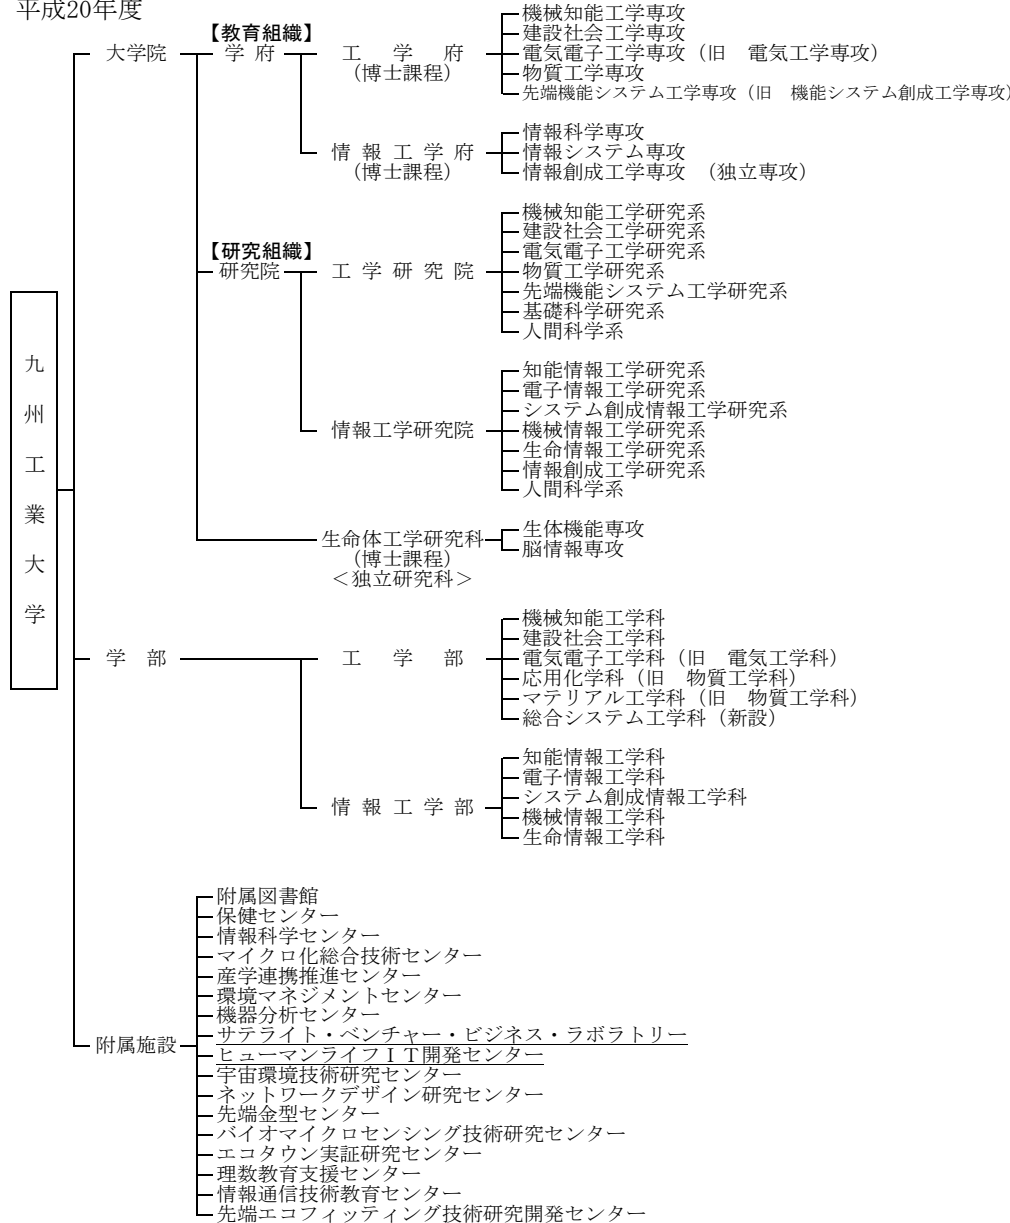 平成20年度
九州工業大学
大学院
【教育組織】
学 府
工 学 府
（博士課程）
機械知能工学専攻
建設社会工学専攻
電気電子工学専攻（旧　電気工学専攻）
物質工学専攻
先端機能システム工学専攻（旧　機能システム創成工学専攻）
情 報 工 学 府
（博士課程）
情報科学専攻
情報システム専攻
情報創成工学専攻　（独立専攻）
【研究組織】
研究院
工 学 研 究 院
機械知能工学研究系
建設社会工学研究系
電気電子工学研究系
物質工学研究系
先端機能システム工学研究系
基礎科学研究系
人間科学系
情報工学研究院
知能情報工学研究系
電子情報工学研究系
システム創成情報工学研究系
機械情報工学研究系
生命情報工学研究系
情報創成工学研究系
人間科学系
生命体工学研究科
（博士課程）
＜独立研究科＞
生体機能専攻
脳情報専攻
学 部
工 学 部
機械知能工学科
建設社会工学科
電気電子工学科（旧　電気工学科）
応用化学科（旧　物質工学科）
マテリアル工学科（旧　物質工学科）
総合システム工学科（新設）
情 報 工 学 部
知能情報工学科
電子情報工学科
システム創成情報工学科
機械情報工学科
生命情報工学科
附属施設
附属図書館
保健センター
情報科学センター
マイクロ化総合技術センター
産学連携推進センター
環境マネジメントセンター
機器分析センター
サテライト・ベンチャー・ビジネス・ラボラトリー
ヒューマンライフＩＴ開発センター
宇宙環境技術研究センター
ネットワークデザイン研究センター
先端金型センター
バイオマイクロセンシング技術研究センター
エコタウン実証研究センター
理数教育支援センター
情報通信技術教育センター
先端エコフィッティング技術研究開発センター